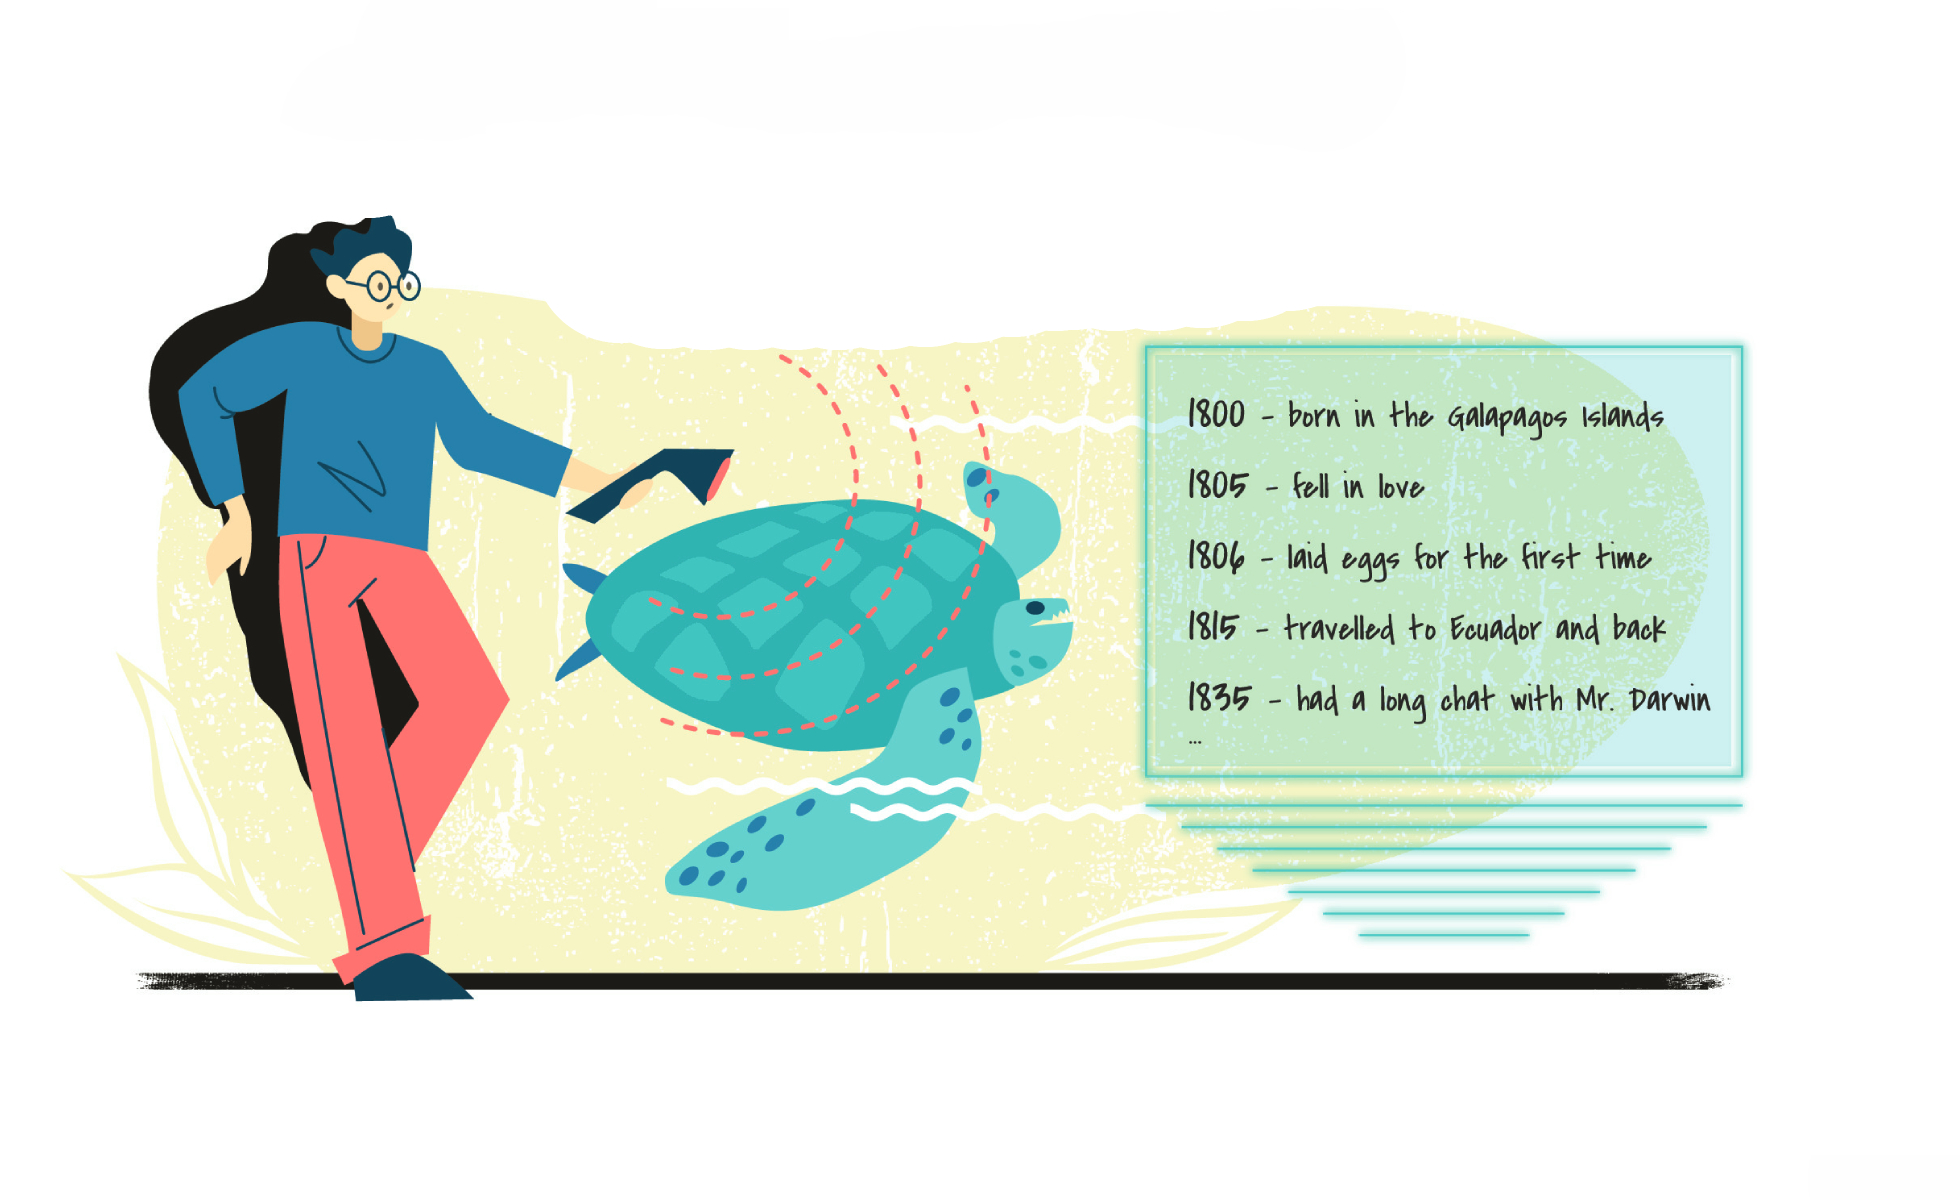 1800 - born in the Galapagos Islands
1805 - fell in love
1806 - laid eggs for the first time
1815 - travelled to Ecuador and back
1835 - had a long chat with Mr. Darwin
...